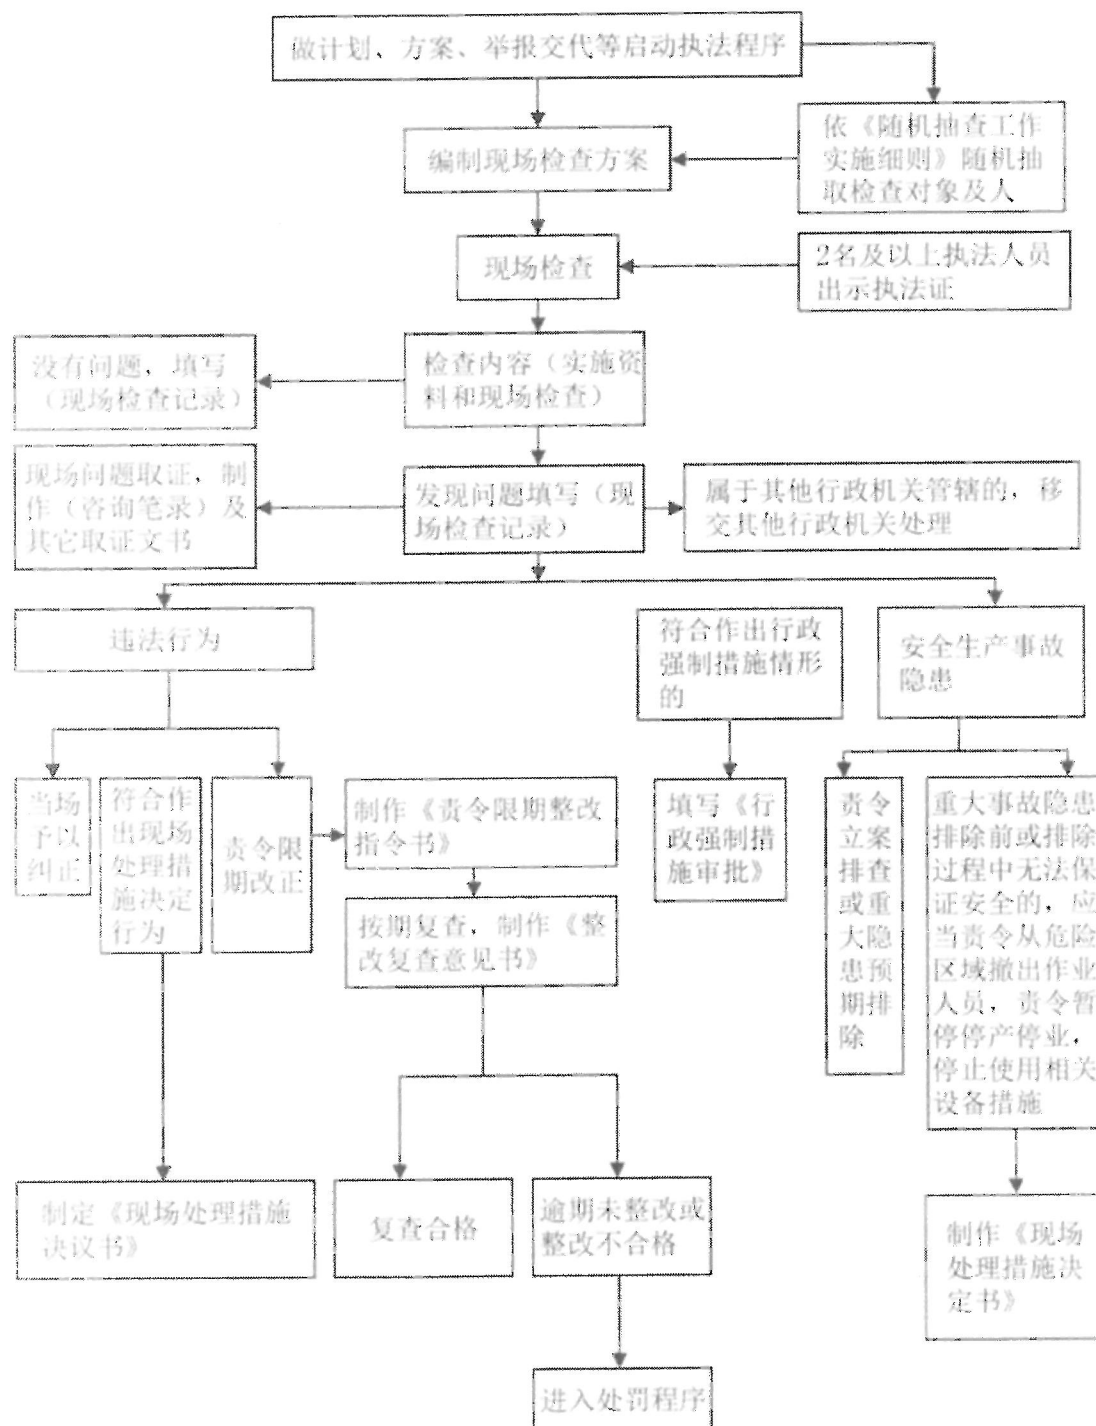 做计划、方案、举报交代等启动执法程序
编制现场检查方案
依《随机抽查工作
实施细则》随机抽
取检查对象及人
现场检查
2名及以上执法人员
出示执法证
没有问题，填写
（现场检查记录）
检查内容（实施资
料和现场检查）
现场问题取证，制
作（咨询笔录）及
其它取证文书
发现问题填写（现
场检查记录）
属于其他行政机关管辖的，移
交其他行政机关处理
违法行为
符合作出行政
强制措施情形
的
安全生产事故
隐患
当场
予以
纠正
符合作
出现场
处理措
施决定
行为
责令限
期改正
制作《责令限期整改
指令书》
按期复查，制作《整
改复查意见书》
填写《行
政强制措
施审批》
责令
立案
排查
或重
大隐
患预
期排
除
重大事故隐患
排除前或排除
过程中无法保
证安全的，应
当责令从危险
区域撤出作业
人员，责令暂
停停产停业，
停止使用相关
设备措施
制定《现场处理措施
决议书》
复查合格
逾期未整改或
整改不合格
制作《现场
处理措施决
定书》
进入处罚程序